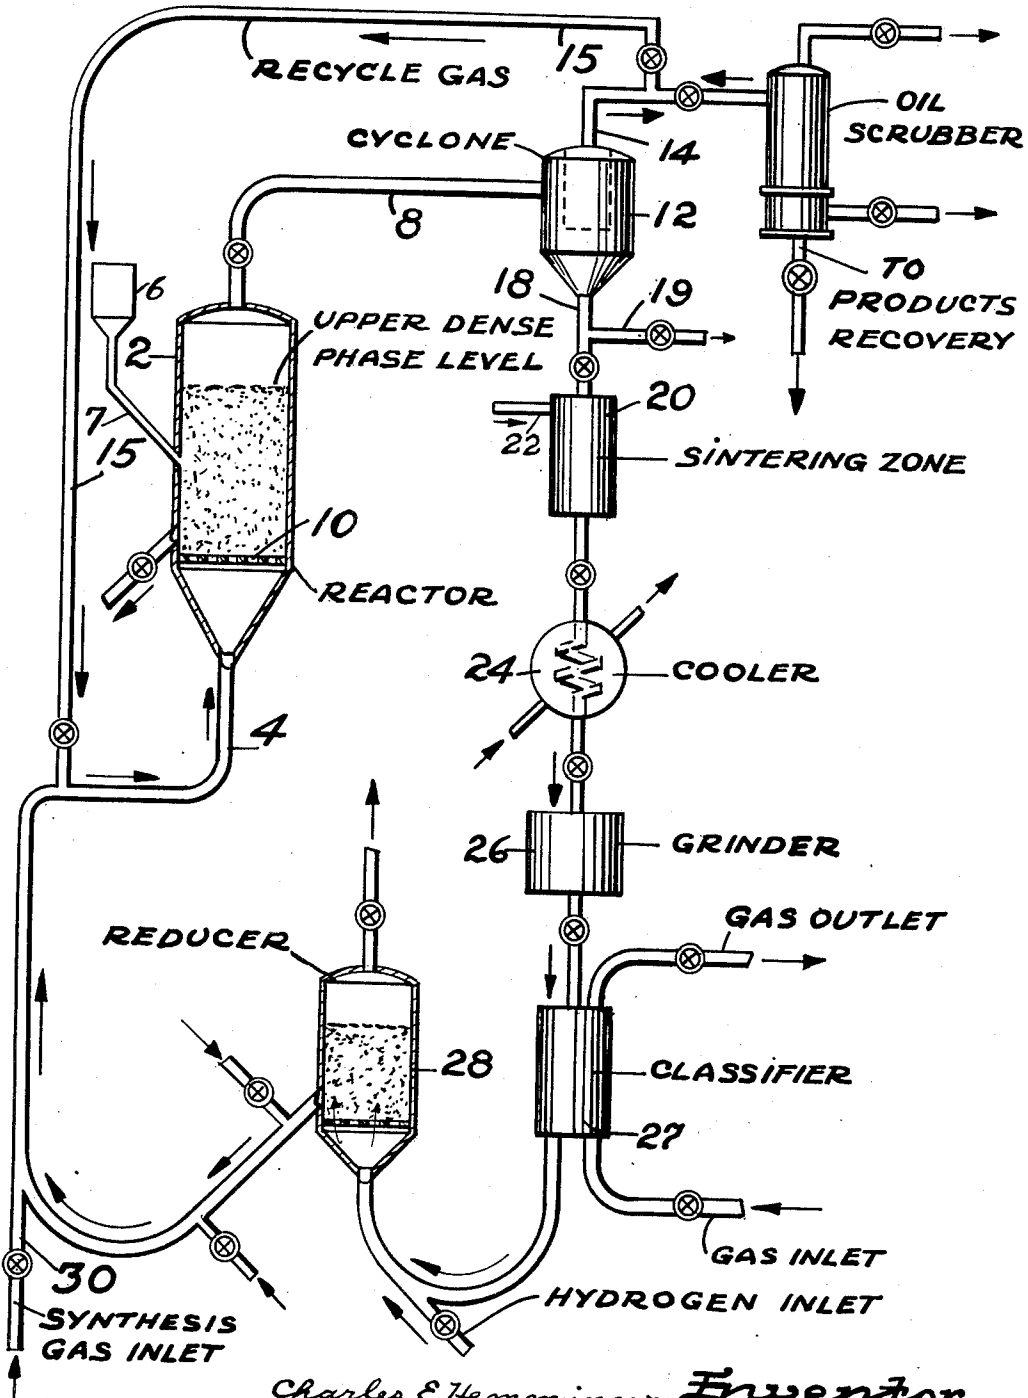 15
RECYCLE GAS
OIL
SCRUBBER
CYCLONE
14
8
12
TO
PRODUCTS
RECOVERY
18
19
6
UPPER DENSE
PHASE LEVEL
2
7
15
20
22
SINTERING ZONE
10
REACTOR
24
COOLER
4
26
GRINDER
GAS OUTLET
REDUCER
28
CLASSIFIER
27
GAS INLET
30
HYDROGEN INLET
SYNTHESIS
GAS INLET
Charles E. Hemminger Inventor